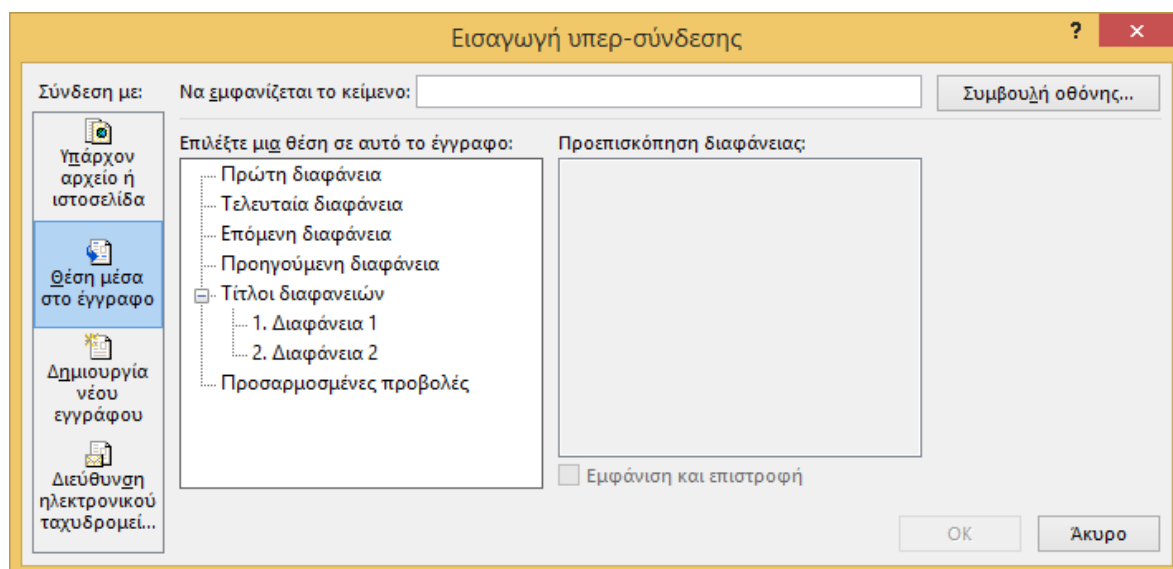 Εισαγωγή υπερ-σύνδεσης
?
Σύνδεση με:
Να εμφανίζεται το κείμενο:
Συμβουλή οθόνης...
Υπάρχον
αρχείο ή
ιστοσελίδα
Θέση μέσα
στο έγγραφο
Δημιουργία
νέου
εγγράφου
Διεύθυνση
ηλεκτρονικού
ταχυδρομεί...
Επιλέξτε μια θέση σε αυτό το έγγραφο:
Πρώτη διαφάνεια
Τελευταία διαφάνεια
Επόμενη διαφάνεια
Προηγούμενη διαφάνεια
Τίτλοι διαφανειών
1. Διαφάνεια 1
2. Διαφάνεια 2
Προσαρμοσμένες προβολές
Προεπισκόπηση διαφάνειας:
Εμφάνιση και επιστροφή
OK
Άκυρο